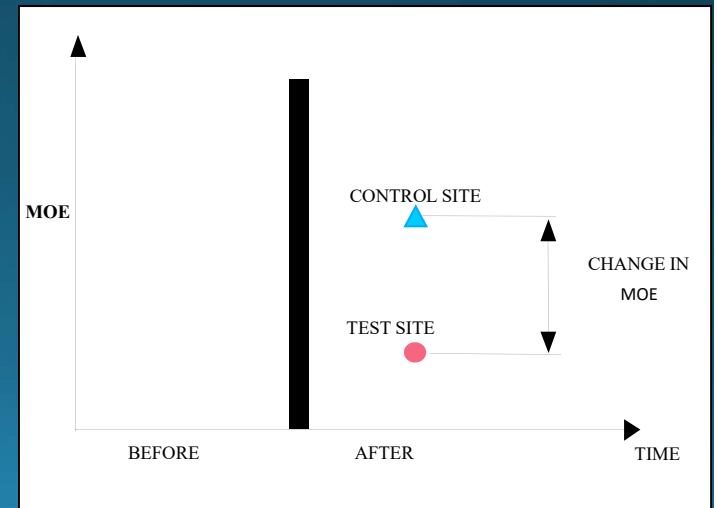 MOE
CONTROL SITE
CHANGE IN
MOE
TEST SITE
BEFORE
AFTER
TIME